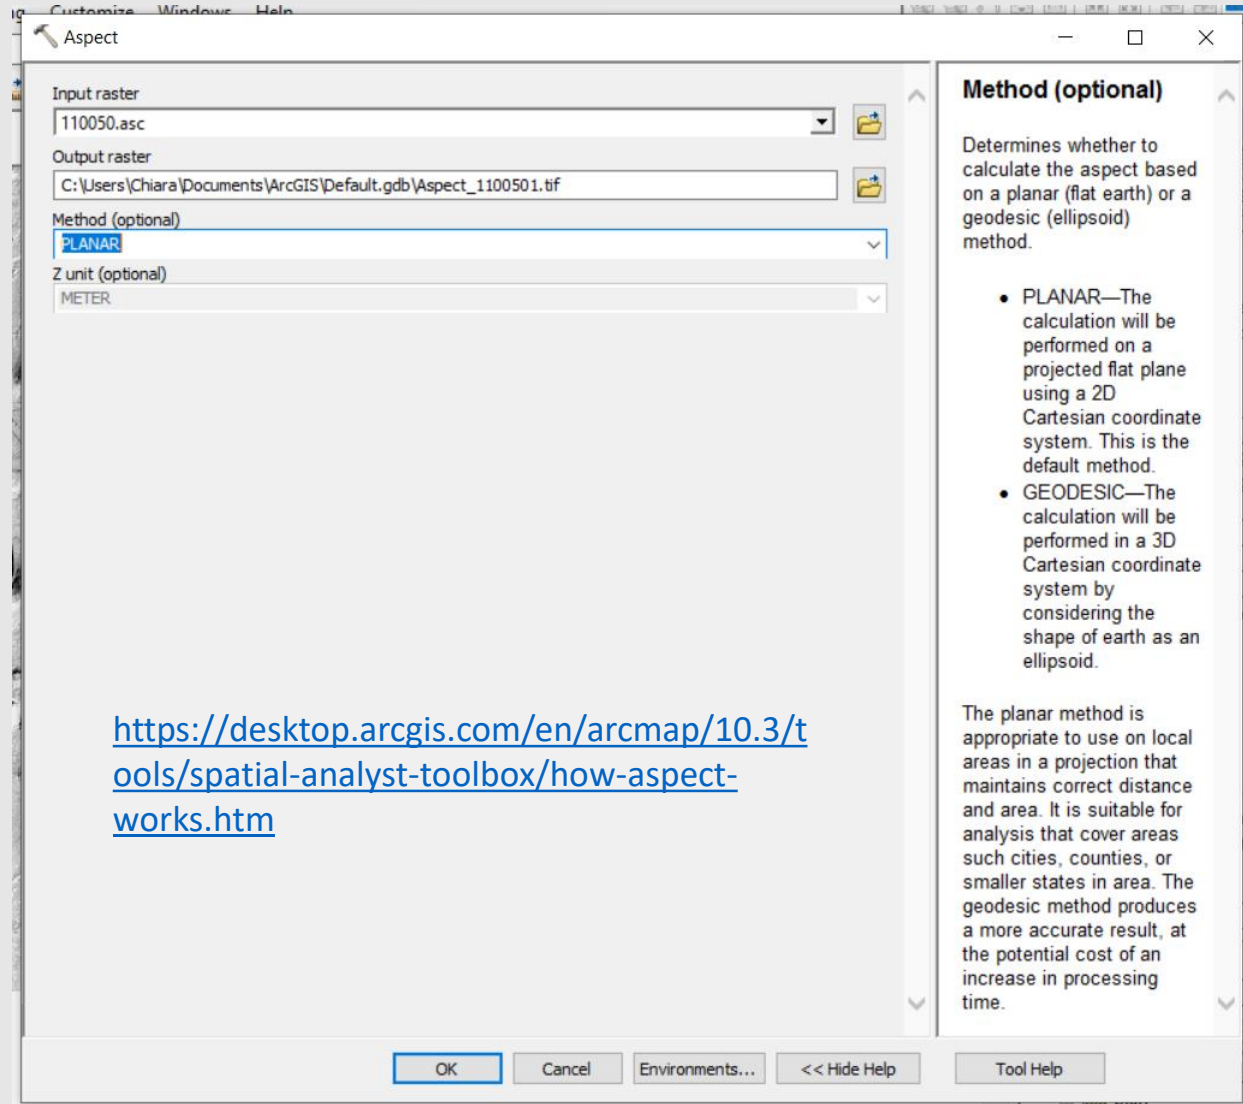 Customize Windows Help
Aspect
Input raster
110050.asc
Output raster
C:\Users\Chiara\Documents\ArcGIS\Default.gdb\Aspect_1100501.tif
Method (optional)
PLANAR
Z unit (optional)
METER
https://desktop.arcgis.com/en/arcmap/10.3/t
ools/spatial-analyst-toolbox/how-aspect-
works.htm
Method (optional)
Determines whether to
calculate the aspect based
on a planar (flat earth) or a
geodesic (ellipsoid)
method.
• PLANAR—The
calculation will be
performed on a
projected flat plane
using a 2D
Cartesian coordinate
system. This is the
default method.
• GEODESIC—The
calculation will be
performed in a 3D
Cartesian coordinate
system by
considering the
shape of earth as an
ellipsoid.
The planar method is
appropriate to use on local
areas in a projection that
maintains correct distance
and area. It is suitable for
analysis that cover areas
such cities, counties, or
smaller states in area. The
geodesic method produces
a more accurate result, at
the potential cost of an
increase in processing
time.
OK
Cancel
Environments...
<< Hide Help
Tool Help